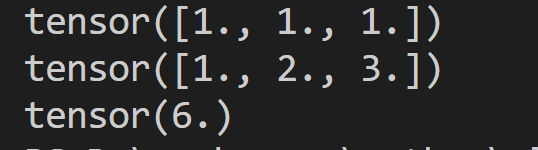 tensor([1., 1., 1.])
tensor([1., 2., 3.])
tensor(6.)